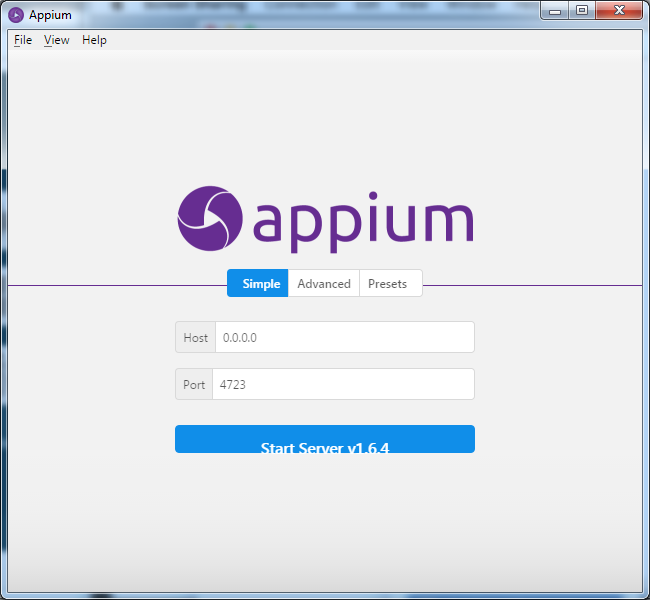 Appium
File View Help
appium
Simple Advanced Presets
Host 0.0.0.0
Port 4723
Start Server v1.6.4